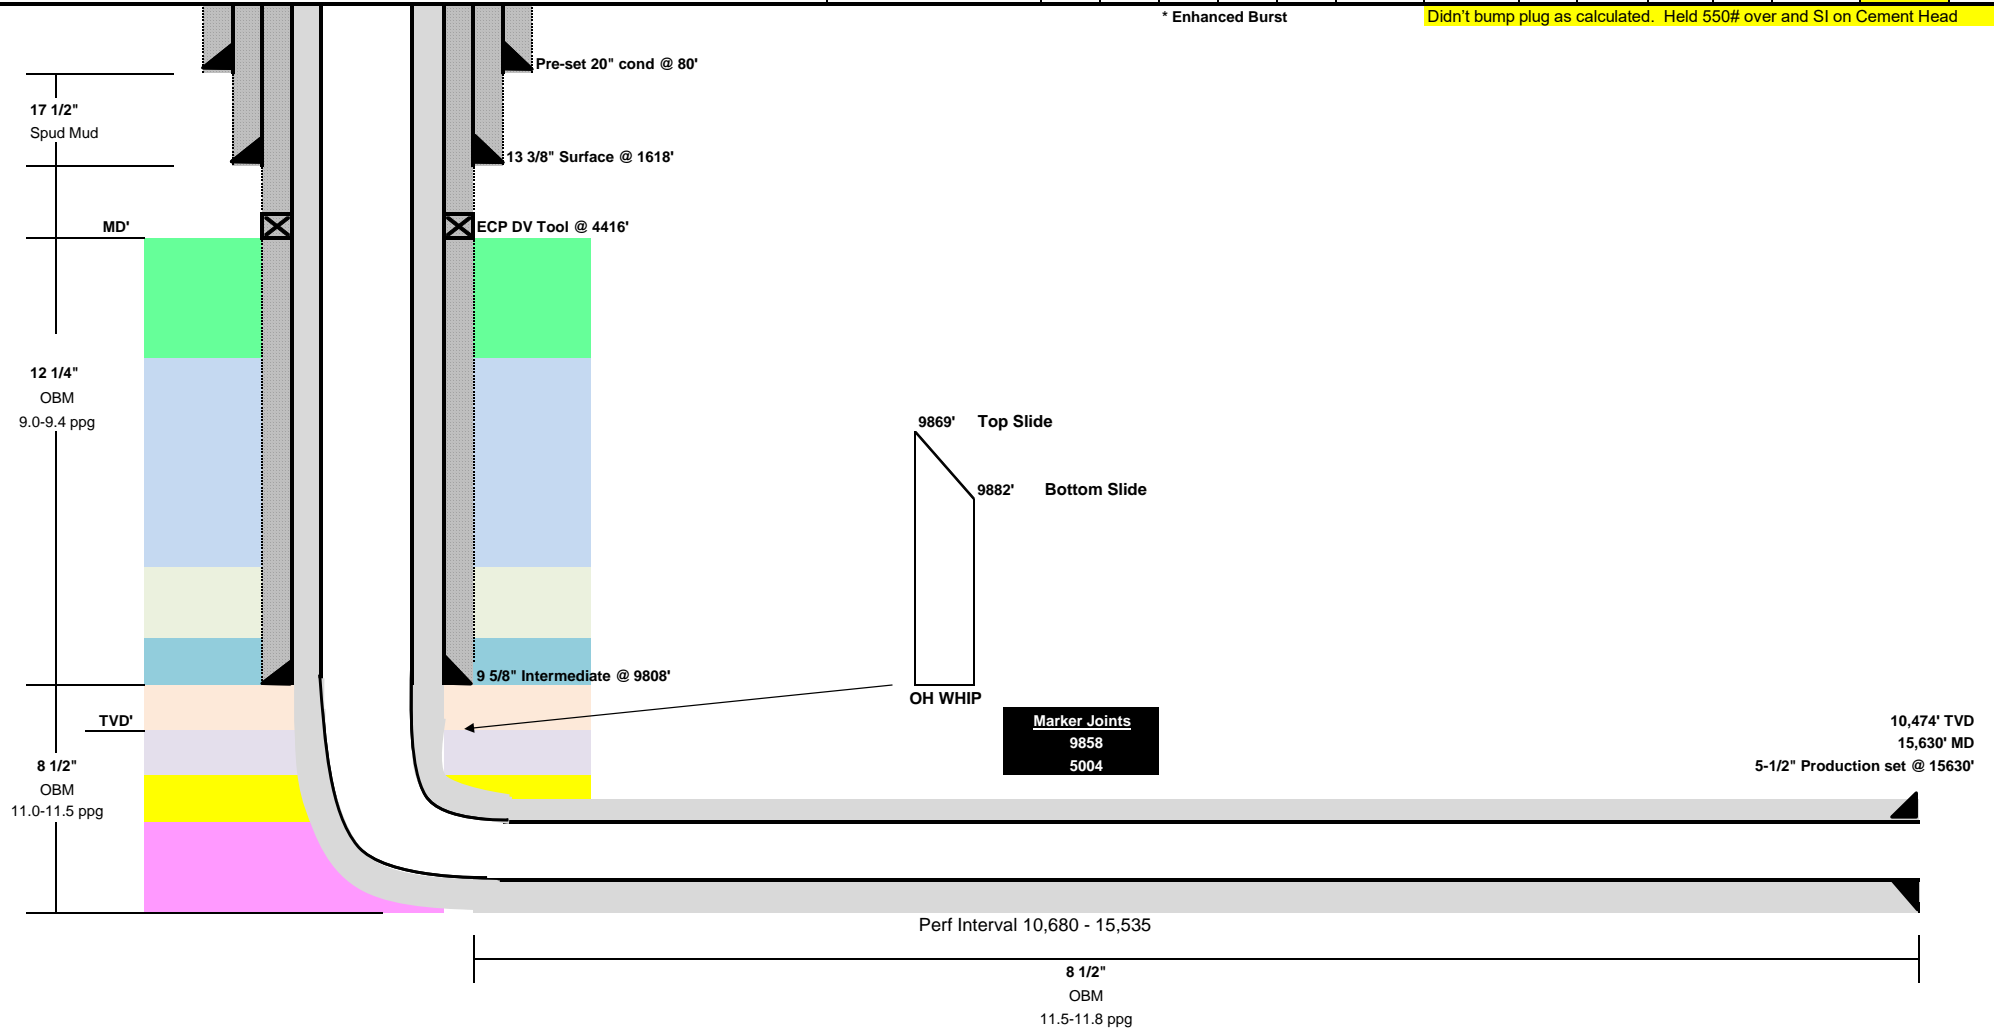 * Enhanced Burst
Didn't bump plug as calculated.  Held 550# over and SI on Cement Head
Pre-set 20" cond @ 80'
17 1/2"
Spud Mud
13 3/8" Surface @ 1618'
MD'
ECP DV Tool @ 4416'
12 1/4"
OBM
9.0-9.4 ppg
9869' Top Slide
9882' Bottom Slide
9 5/8" Intermediate @ 9808'
OH WHIP
TVD'
Marker Joints
9858
5004
10,474' TVD
15,630' MD
5-1/2" Production set @ 15630'
8 1/2"
OBM
11.0-11.5 ppg
Perf Interval 10,680 - 15,535
8 1/2"
OBM
11.5-11.8 ppg